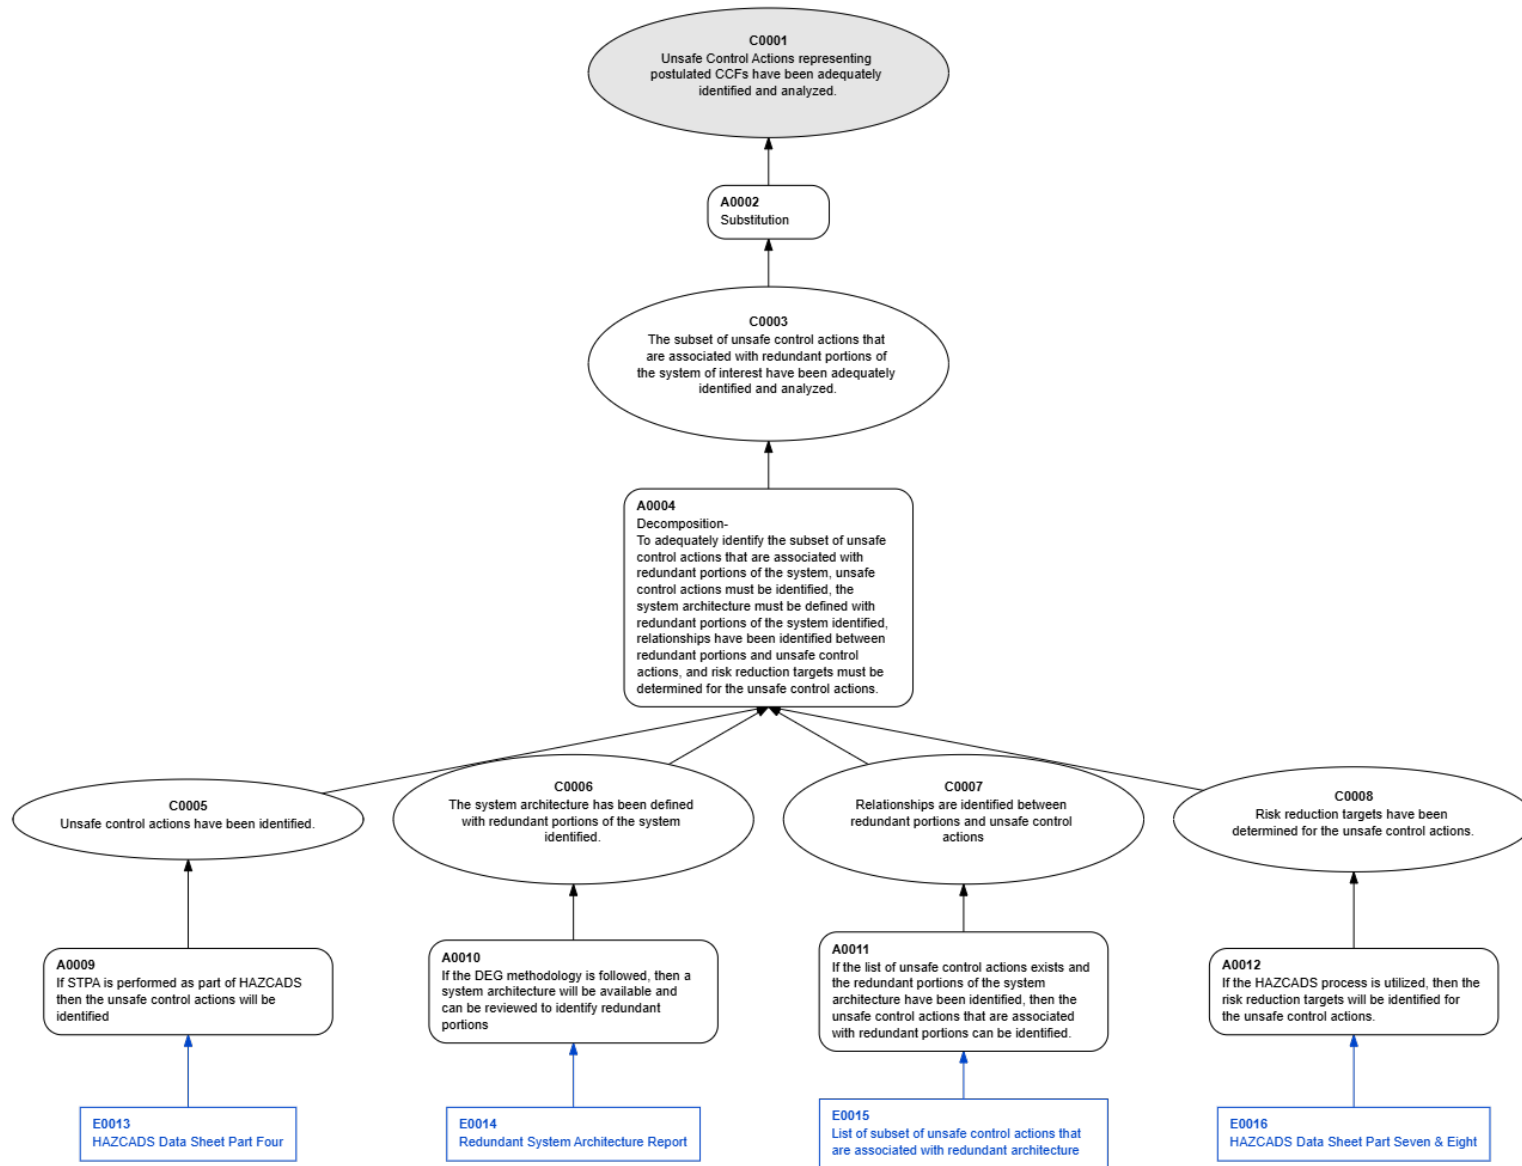 C0001
Unsafe Control Actions representing
postulated CCFs have been adequately
identified and analyzed.
A0002
Substitution
C0003
The subset of unsafe control actions that
are associated with redundant portions of
the system of interest have been adequately
identified and analyzed.
A0004
Decomposition-
To adequately identify the subset of unsafe
control actions that are associated with
redundant portions of the system, unsafe
control actions must be identified, the
system architecture must be defined with
redundant portions of the system identified,
relationships have been identified between
redundant portions and unsafe control
actions, and risk reduction targets must be
determined for the unsafe control actions.
C0005
Unsafe control actions have been identified.
C0006
The system architecture has been defined
with redundant portions of the system
identified.
C0007
Relationships are identified between
redundant portions and unsafe control
actions
C0008
Risk reduction targets have been
determined for the unsafe control actions.
A0009
If STPA is performed as part of HAZCADS
then the unsafe control actions will be
identified
A0010
If the DEG methodology is followed, then a
system architecture will be available and
can be reviewed to identify redundant
portions
A0011
If the list of unsafe control actions exists and
the redundant portions of the system
architecture have been identified, then the
unsafe control actions that are associated
with redundant portions can be identified.
A0012
If the HAZCADS process is utilized, then the
risk reduction targets will be identified for
the unsafe control actions.
E0013
HAZCADS Data Sheet Part Four
E0014
Redundant System Architecture Report
E0015
List of subset of unsafe control actions that
are associated with redundant architecture
E0016
HAZCADS Data Sheet Part Seven & Eight